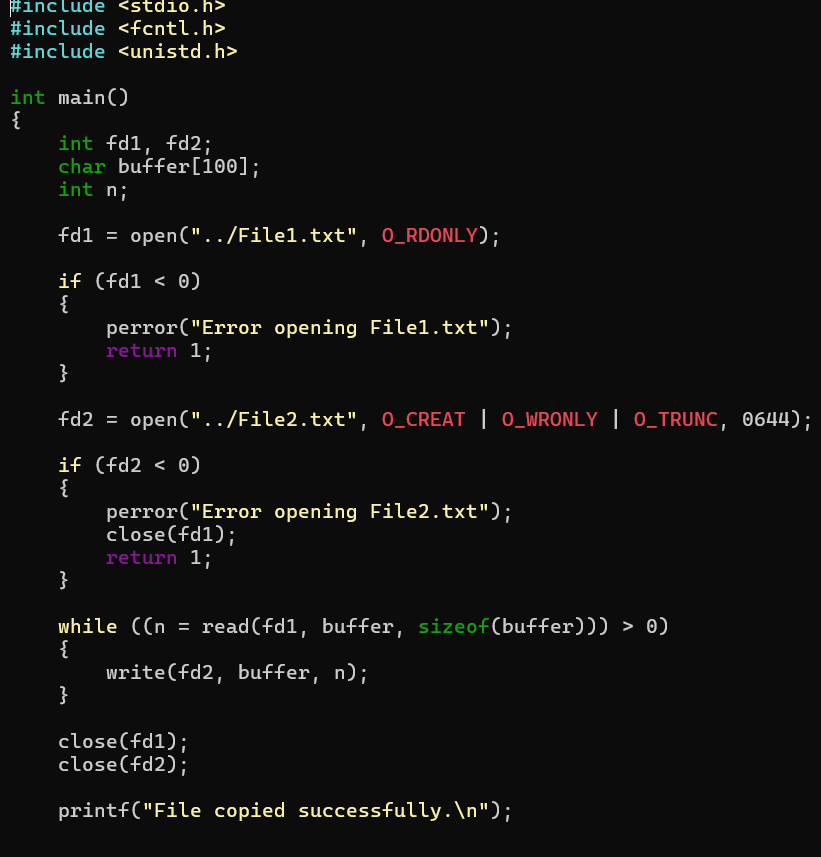 #include <stdio.h>
#include <fcntl.h>
#include <unistd.h>

int main()
{
    int fd1, fd2;
    char buffer[100];
    int n;

    fd1 = open("../File1.txt", O_RDONLY);

    if (fd1 < 0)
    {
        perror("Error opening File1.txt");
        return 1;
    }

    fd2 = open("../File2.txt", O_CREAT | O_WRONLY | O_TRUNC, 0644);

    if (fd2 < 0)
    {
        perror("Error opening File2.txt");
        close(fd1);
        return 1;
    }

    while ((n = read(fd1, buffer, sizeof(buffer))) > 0)
    {
        write(fd2, buffer, n);
    }

    close(fd1);
    close(fd2);

    printf("File copied successfully.\n");